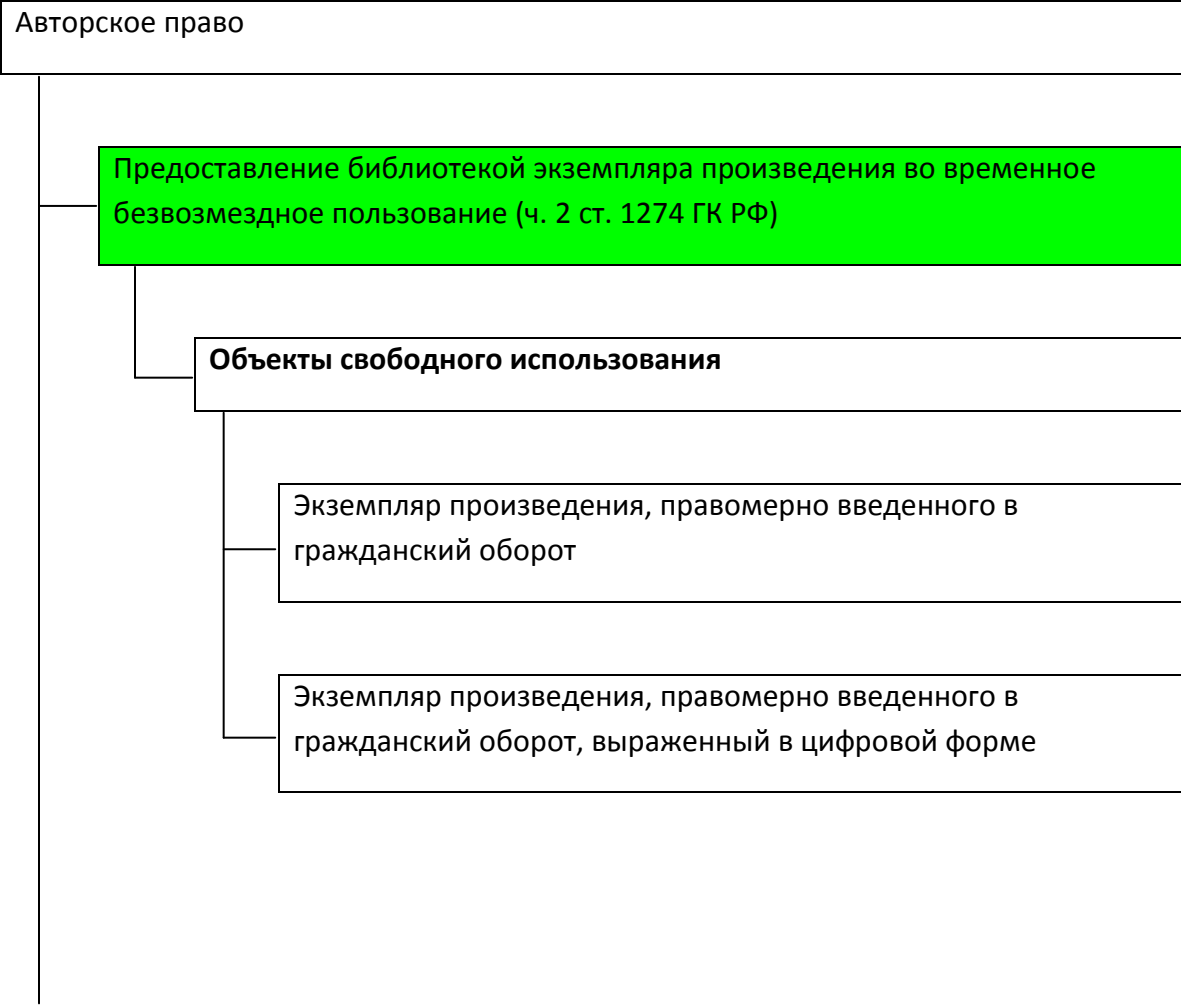 Авторское право
Предоставление библиотекой экземпляра произведения во временное
безвозмездное пользование (ч. 2 ст. 1274 ГК РФ)
Объекты свободного использования
Экземпляр произведения, правомерно введенного в
гражданский оборот
Экземпляр произведения, правомерно введенного в
гражданский оборот, выраженный в цифровой форме